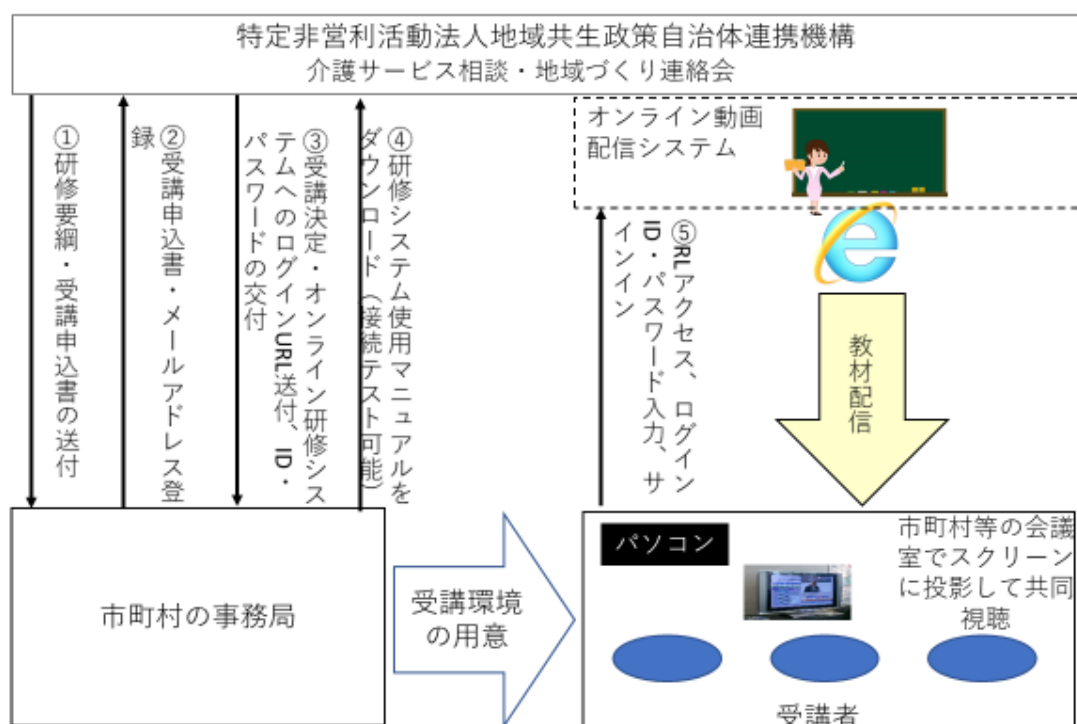 特定非営利活動法人地域共生政策自治体連携機構
介護サービス相談・地域づくり連絡会
①研修要綱・受講申込書の送付
②受講申込書・メールアドレス登
録
③受講決定・オンライン研修シス
テムへのログインURL送付、ID・
パスワードの交付
④研修システム使用マニュアルを
ダウンロード（接続テスト可能）
オンライン動画
配信システム
⑤RLアクセス、ログイン
ID・パスワード入力、サ
インイン
教材配信
市町村の事務局
受講環境
の用意
パソコン
市町村等の会議
室でスクリーン
に投影して共同
視聴
受講者